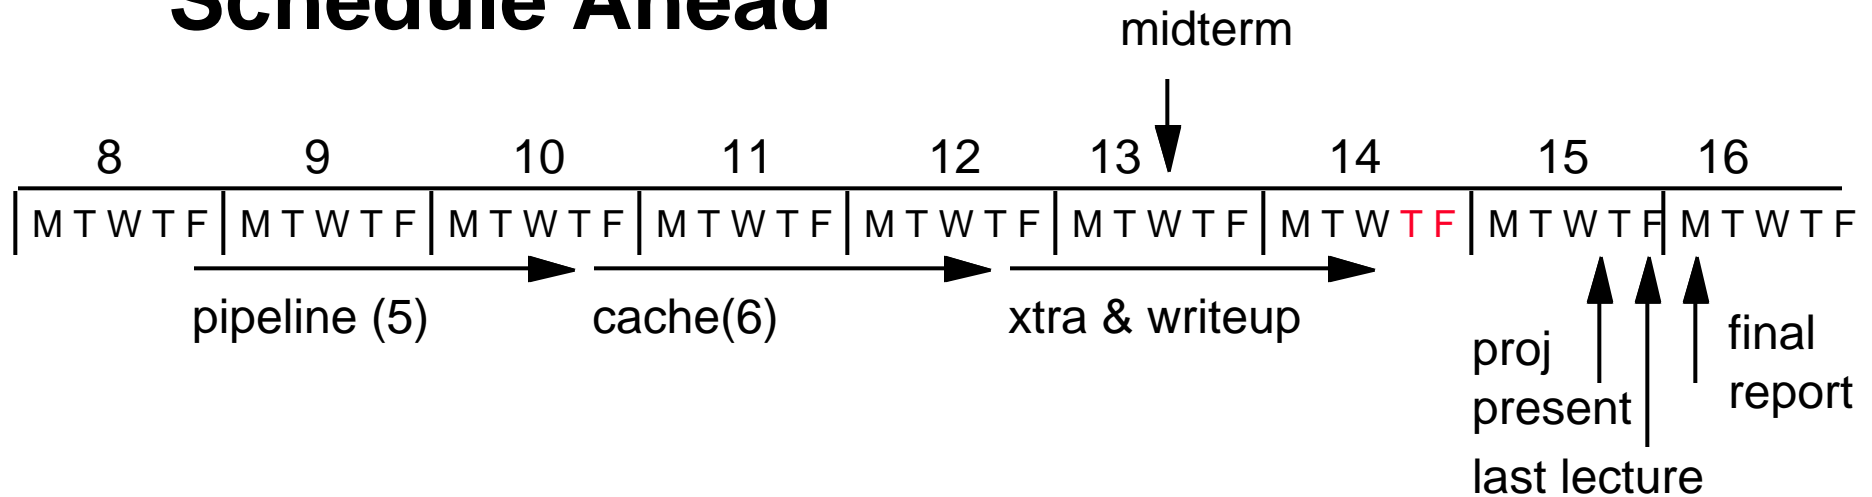 Schedule Ahead
midterm
8 9 10 11 12 13 14 15 16
M T W T F M T W T F M T W T F M T W T F M T W T F M T W T F M T W T F M T W T F M T W T F
pipeline (5) cache(6) xtra & writeup
proj
present
last lecture
final
report